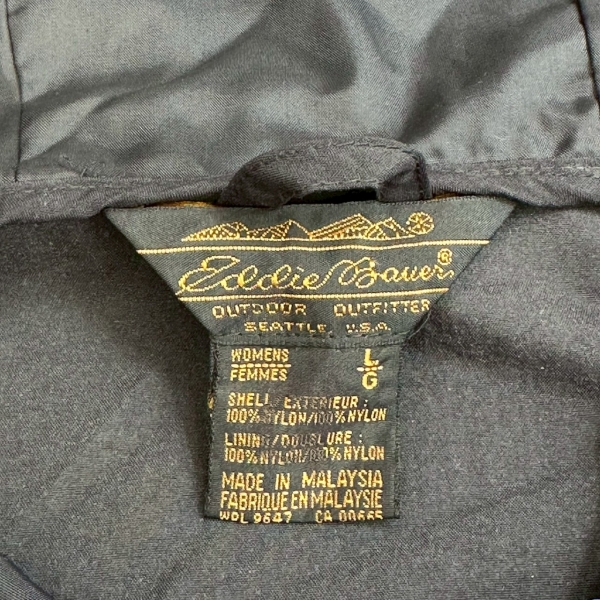 Eddie Bauer®
OUTDOOR OUTFITTER
SEATTLE, U.S.A.
WOMENS L
FEMMES G
SHELL/EXTERIEUR:
100% NYLON/100% NYLON
LINING/DOUBLURE:
100% NYLON/100% NYLON
MADE IN MALAYSIA
FABRIQUE EN MALAYSIE
WPL 9647 CA 00665